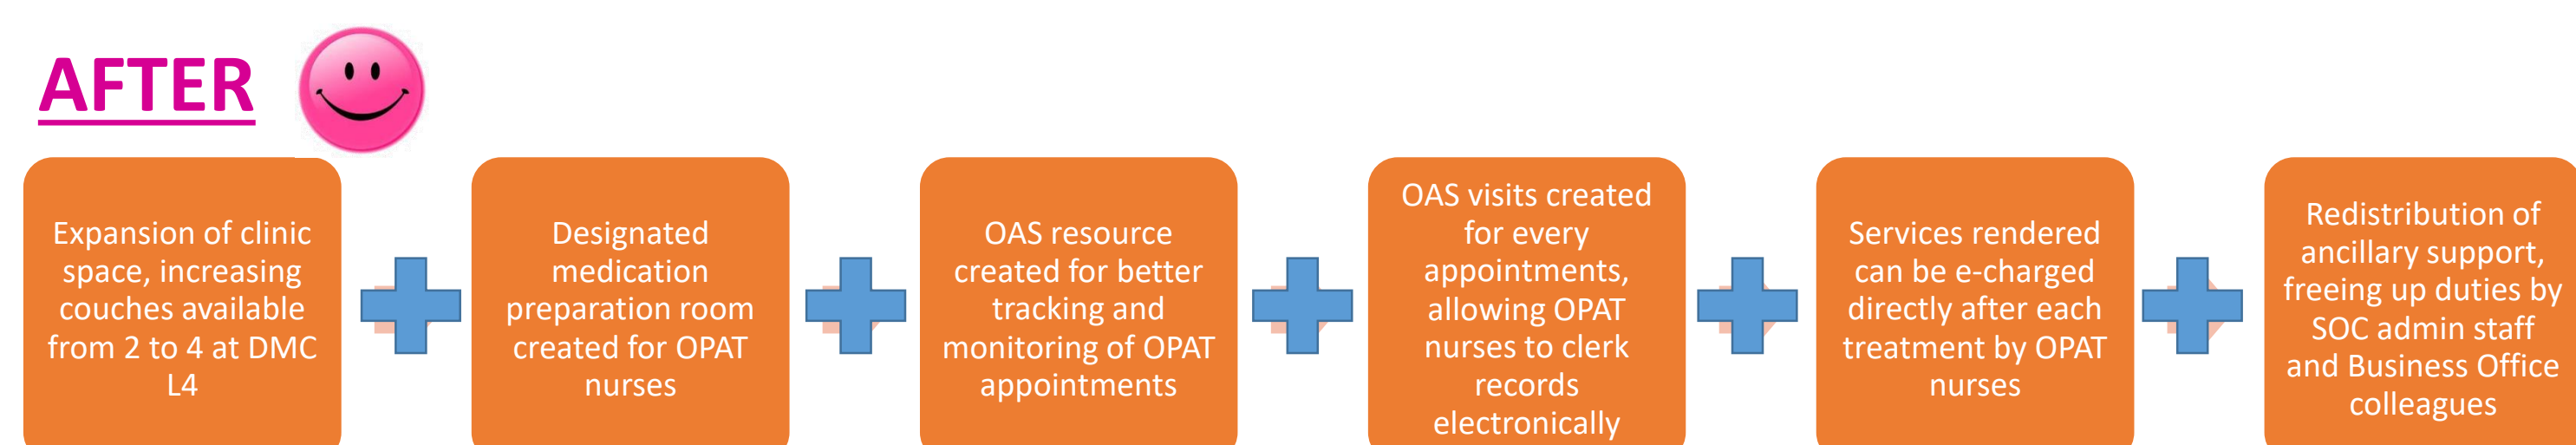 AFTER
Expansion of clinic
space, increasing
couches available
from 2 to 4 at DMC
L4
Designated
medication
preparation room
created for OPAT
nurses
OAS resource
created for better
tracking and
monitoring of OPAT
appointments
OAS visits created
for every
appointments,
allowing OPAT
nurses to clerk
records
electronically
Services rendered
can be e-charged
directly after each
treatment by OPAT
nurses
Redistribution of
ancillary support,
freeing up duties by
SOC admin staff
and Business Office
colleagues